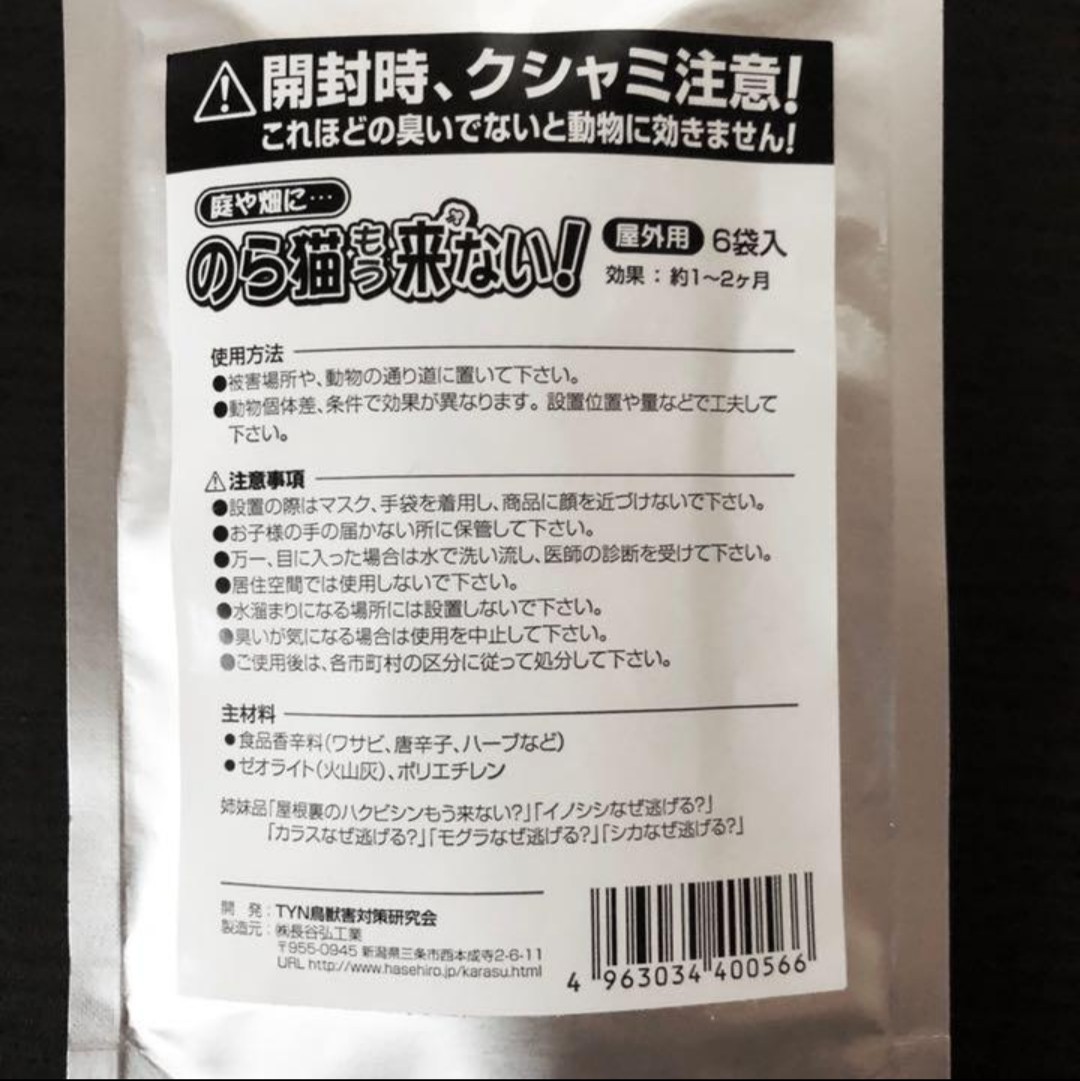 ⚠開封時、クシャミ注意!
これほどの臭いでないと動物に効きません!
庭や畑に…
のら猫もう来ない!
屋外用 6袋入
効果：約1～2ヶ月
使用方法
●被害場所や、動物の通り道に置いて下さい。
●動物個体差、条件で効果が異なります。設置位置や量などで工夫して
下さい。
⚠注意事項
●設置の際はマスク、手袋を着用し、商品に顔を近づけないで下さい。
●お子様の手の届かない所に保管して下さい。
●万一、目に入った場合は水で洗い流し、医師の診断を受けて下さい。
●居住空間では使用しないで下さい。
●水溜まりになる場所には設置しないで下さい。
●臭いが気になる場合は使用を中止して下さい。
●ご使用後は、各市町村の区分に従って処分して下さい。
主材料
●食品香辛料(ワサビ、唐辛子、ハーブなど)
●ゼオライト(火山灰)、ポリエチレン
姉妹品「屋根裏のハクビシンもう来ない?」「イノシシなぜ逃げる?」
「カラスなぜ逃げる?」「モグラなぜ逃げる?」「シカなぜ逃げる?」
開 発：TYN鳥獣害対策研究会
製造元：㈱長谷弘工業
〒955-0945 新潟県三条市西本成寺2-6-11
URL http://www.hasehiro.jp/karasu.html
4 963034 400566